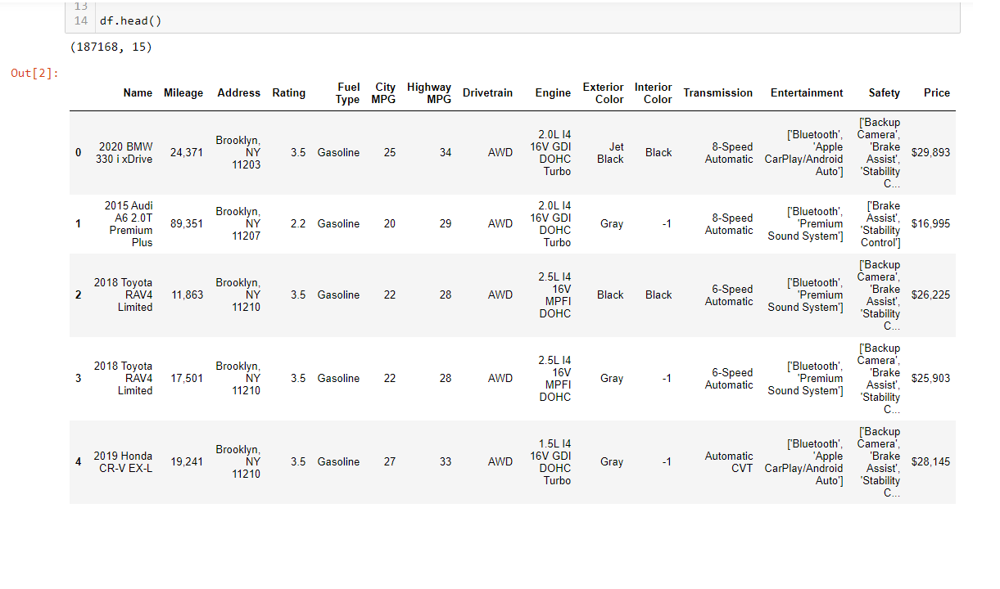 13
14 df.head()
(187168, 15)
Out[2]:
Name Mileage Address Rating Fuel Type City MPG Highway MPG Drivetrain Engine Exterior Color Interior Color Transmission Entertainment Safety Price
0 2020 BMW 330 i xDrive 24,371 Brooklyn, NY 11203 3.5 Gasoline 25 34 AWD 2.0L I4 16V GDI DOHC Turbo Jet Black Black 8-Speed Automatic ['Bluetooth', 'Apple CarPlay/Android Auto'] ['Backup Camera', 'Brake Assist', 'Stability C... $29,893
1 2015 Audi A6 2.0T Premium Plus 89,351 Brooklyn, NY 11207 2.2 Gasoline 20 29 AWD 2.0L I4 16V GDI DOHC Turbo Gray -1 8-Speed Automatic ['Bluetooth', 'Premium Sound System'] ['Brake Assist', 'Stability Control'] $16,995
2 2018 Toyota RAV4 Limited 11,863 Brooklyn, NY 11210 3.5 Gasoline 22 28 AWD 2.5L I4 16V MPFI DOHC Black Black 6-Speed Automatic ['Bluetooth', 'Premium Sound System'] ['Backup Camera', 'Brake Assist', 'Stability C... $26,225
3 2018 Toyota RAV4 Limited 17,501 Brooklyn, NY 11210 3.5 Gasoline 22 28 AWD 2.5L I4 16V MPFI DOHC Gray -1 6-Speed Automatic ['Bluetooth', 'Premium Sound System'] ['Backup Camera', 'Brake Assist', 'Stability C... $25,903
4 2019 Honda CR-V EX-L 19,241 Brooklyn, NY 11210 3.5 Gasoline 27 33 AWD 1.5L I4 16V GDI DOHC Turbo Gray -1 Automatic CVT ['Bluetooth', 'Apple CarPlay/Android Auto'] ['Backup Camera', 'Brake Assist', 'Stability C... $28,145